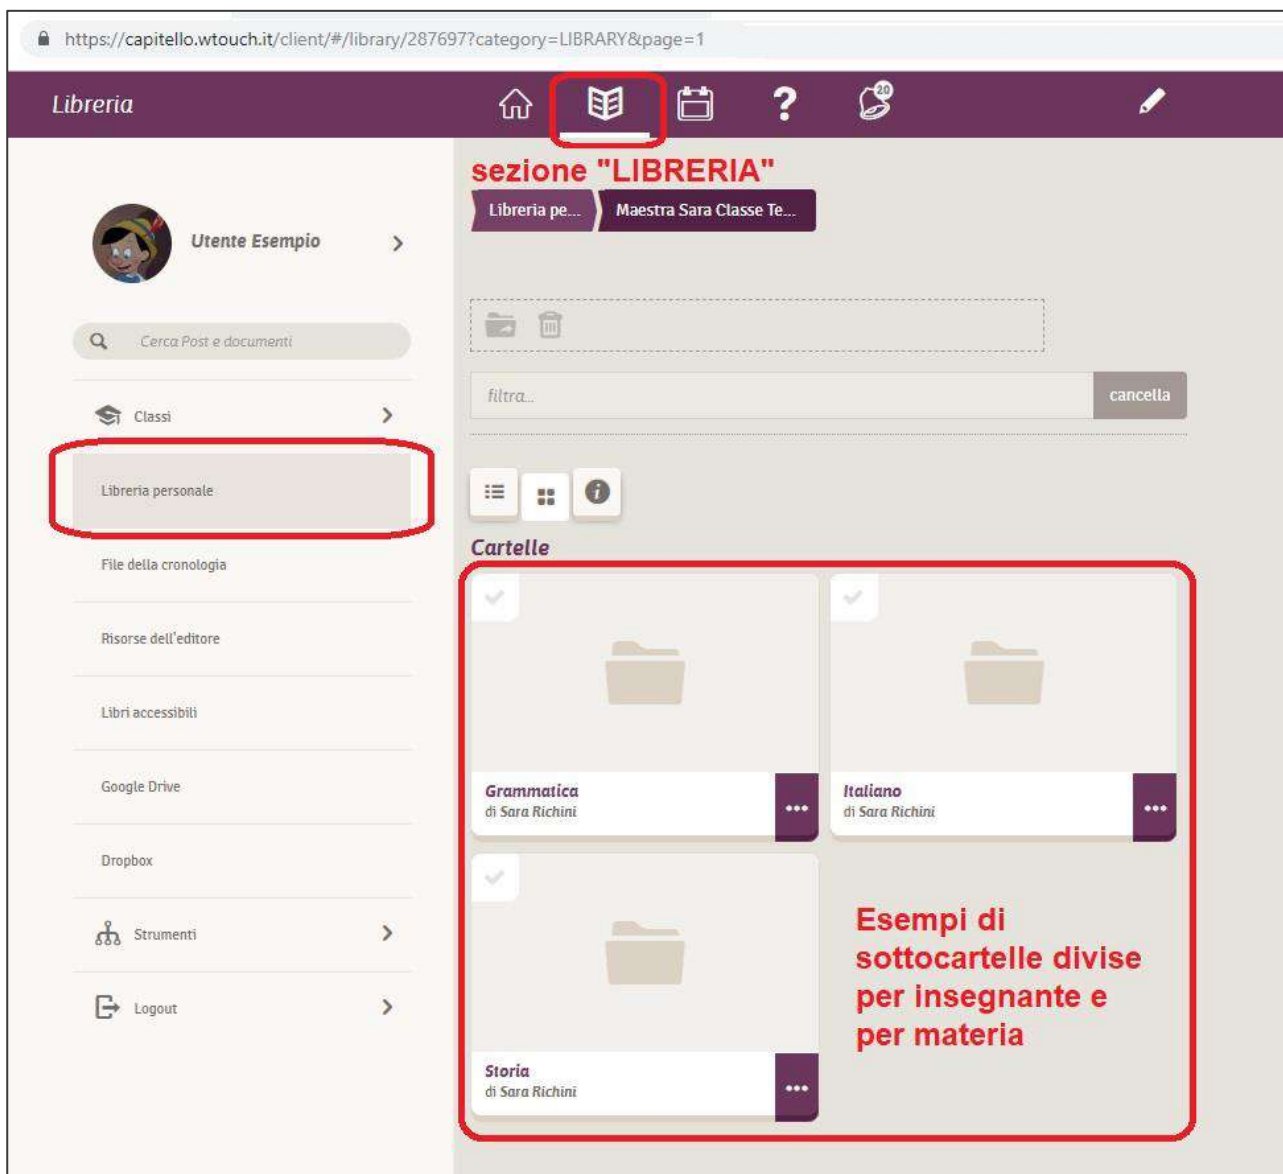 https://capitello.wtouch.it/client/#/library/287697?category=LIBRARY&page=1
Libreria
?
20
sezione "LIBRERIA"
Libreria pe...
Maestra Sara Classe Te...
Utente Esempio
Cerca Post e documenti
filtra...
cancella
Classi
Libreria personale
File della cronologia
Risorse dell'editore
Libri accessibili
Google Drive
Dropbox
Strumenti
Logout
Cartelle
Grammatica
di Sara Richini
Italiano
di Sara Richini
Storia
di Sara Richini
Esempi di
sottocartelle divise
per insegnante e
per materia